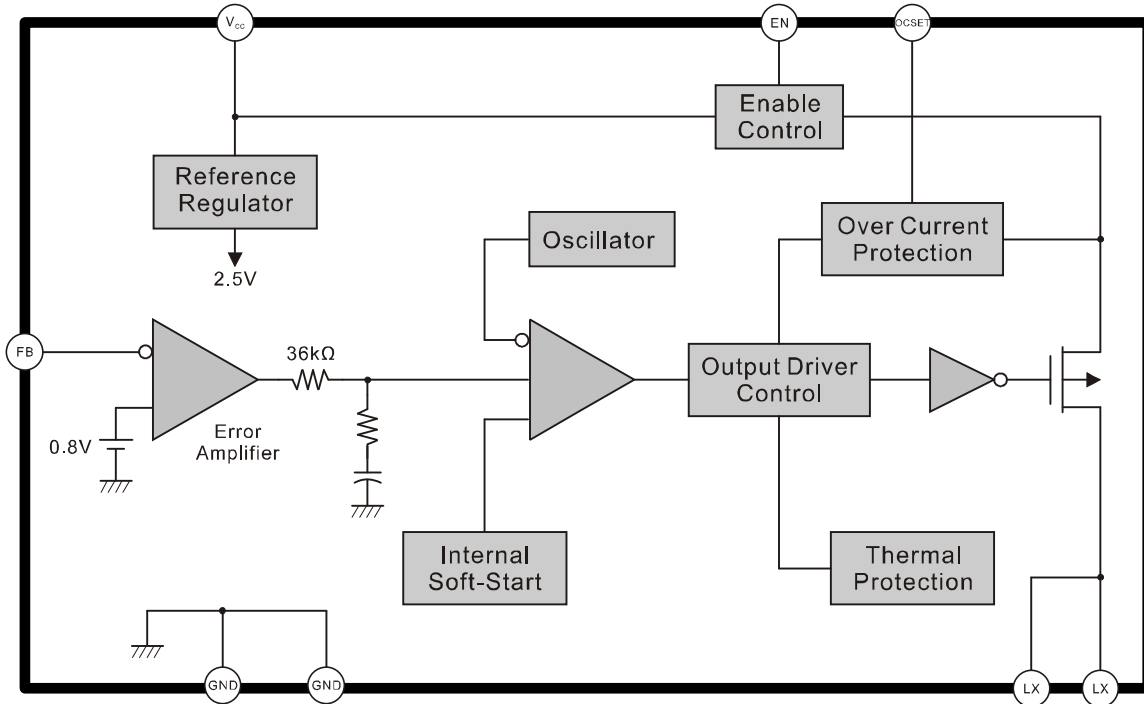 Vcc
EN
OCSET
Enable
Control
Reference
Regulator
2.5V
Oscillator
Over Current
Protection
FB
36kΩ
Output Driver
Control
0.8V
Error
Amplifier
Internal
Soft-Start
Thermal
Protection
GND
GND
LX
LX